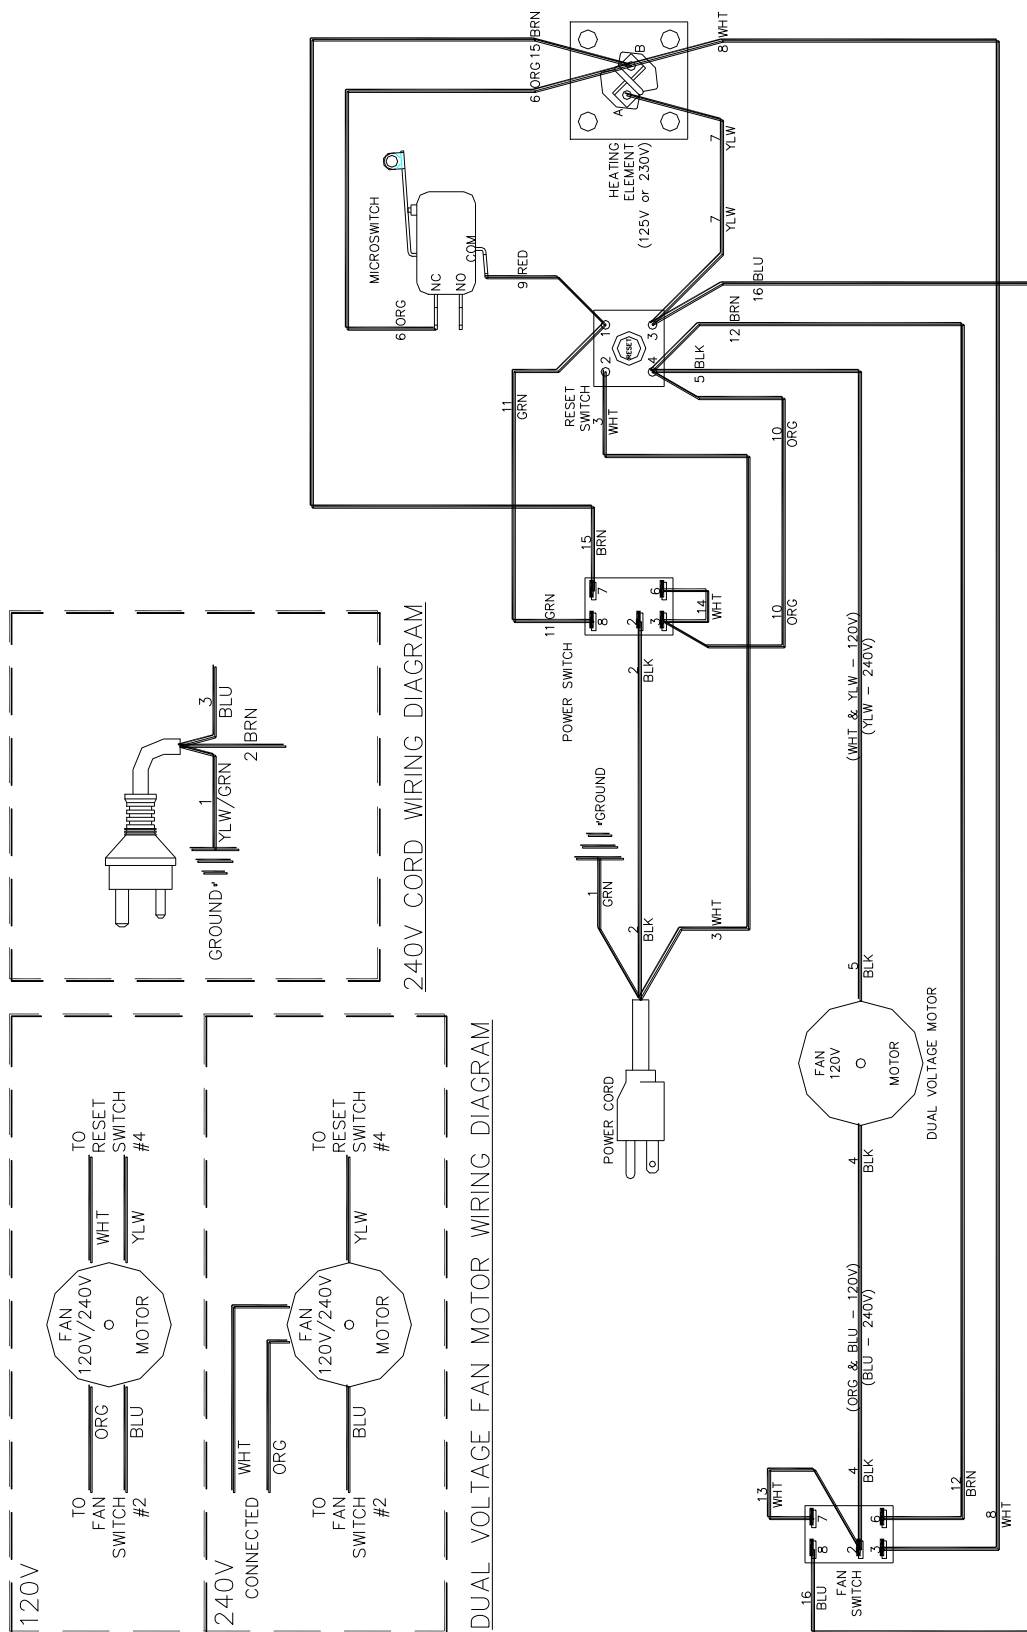 120V
TO
FAN
SWITCH
#2
ORG
BLU
FAN
120V/240V
MOTOR
WHT
YLW
TO
RESET
SWITCH
#4
240V
CONNECTED
WHT
ORG
TO
FAN
SWITCH
#2
BLU
FAN
120V/240V
MOTOR
YLW
TO
RESET
SWITCH
#4
DUAL VOLTAGE FAN MOTOR WIRING DIAGRAM
GROUND
1
YLW/GRN
3
BLU
2 BRN
240V CORD WIRING DIAGRAM
MICROSWITCH
6 ORG
NC
NO
COM
9 RED
6 ORG
15 BRN
A
B
HEATING
ELEMENT
(125V or 230V)
8 WHT
7
YLW
7
YLW
16 BLU
12 BRN
5 BLK
1
2
3
4
RESET
RESET
SWITCH
3
WHT
11
GRN
10
ORG
15
BRN
11 GRN
7
8
2
6
3
14
WHT
POWER SWITCH
2
BLK
10
ORG
GROUND
1
GRN
2
BLK
3 WHT
POWER CORD
(WHT & YLW - 120V)
(YLW - 240V)
5
BLK
FAN
120V
MOTOR
DUAL VOLTAGE MOTOR
4
BLK
(ORG & BLU - 120V)
(BLU - 240V)
4
BLK
13
WHT
7
8
2
6
3
12
BRN
8
WHT
16
BLU
FAN
SWITCH